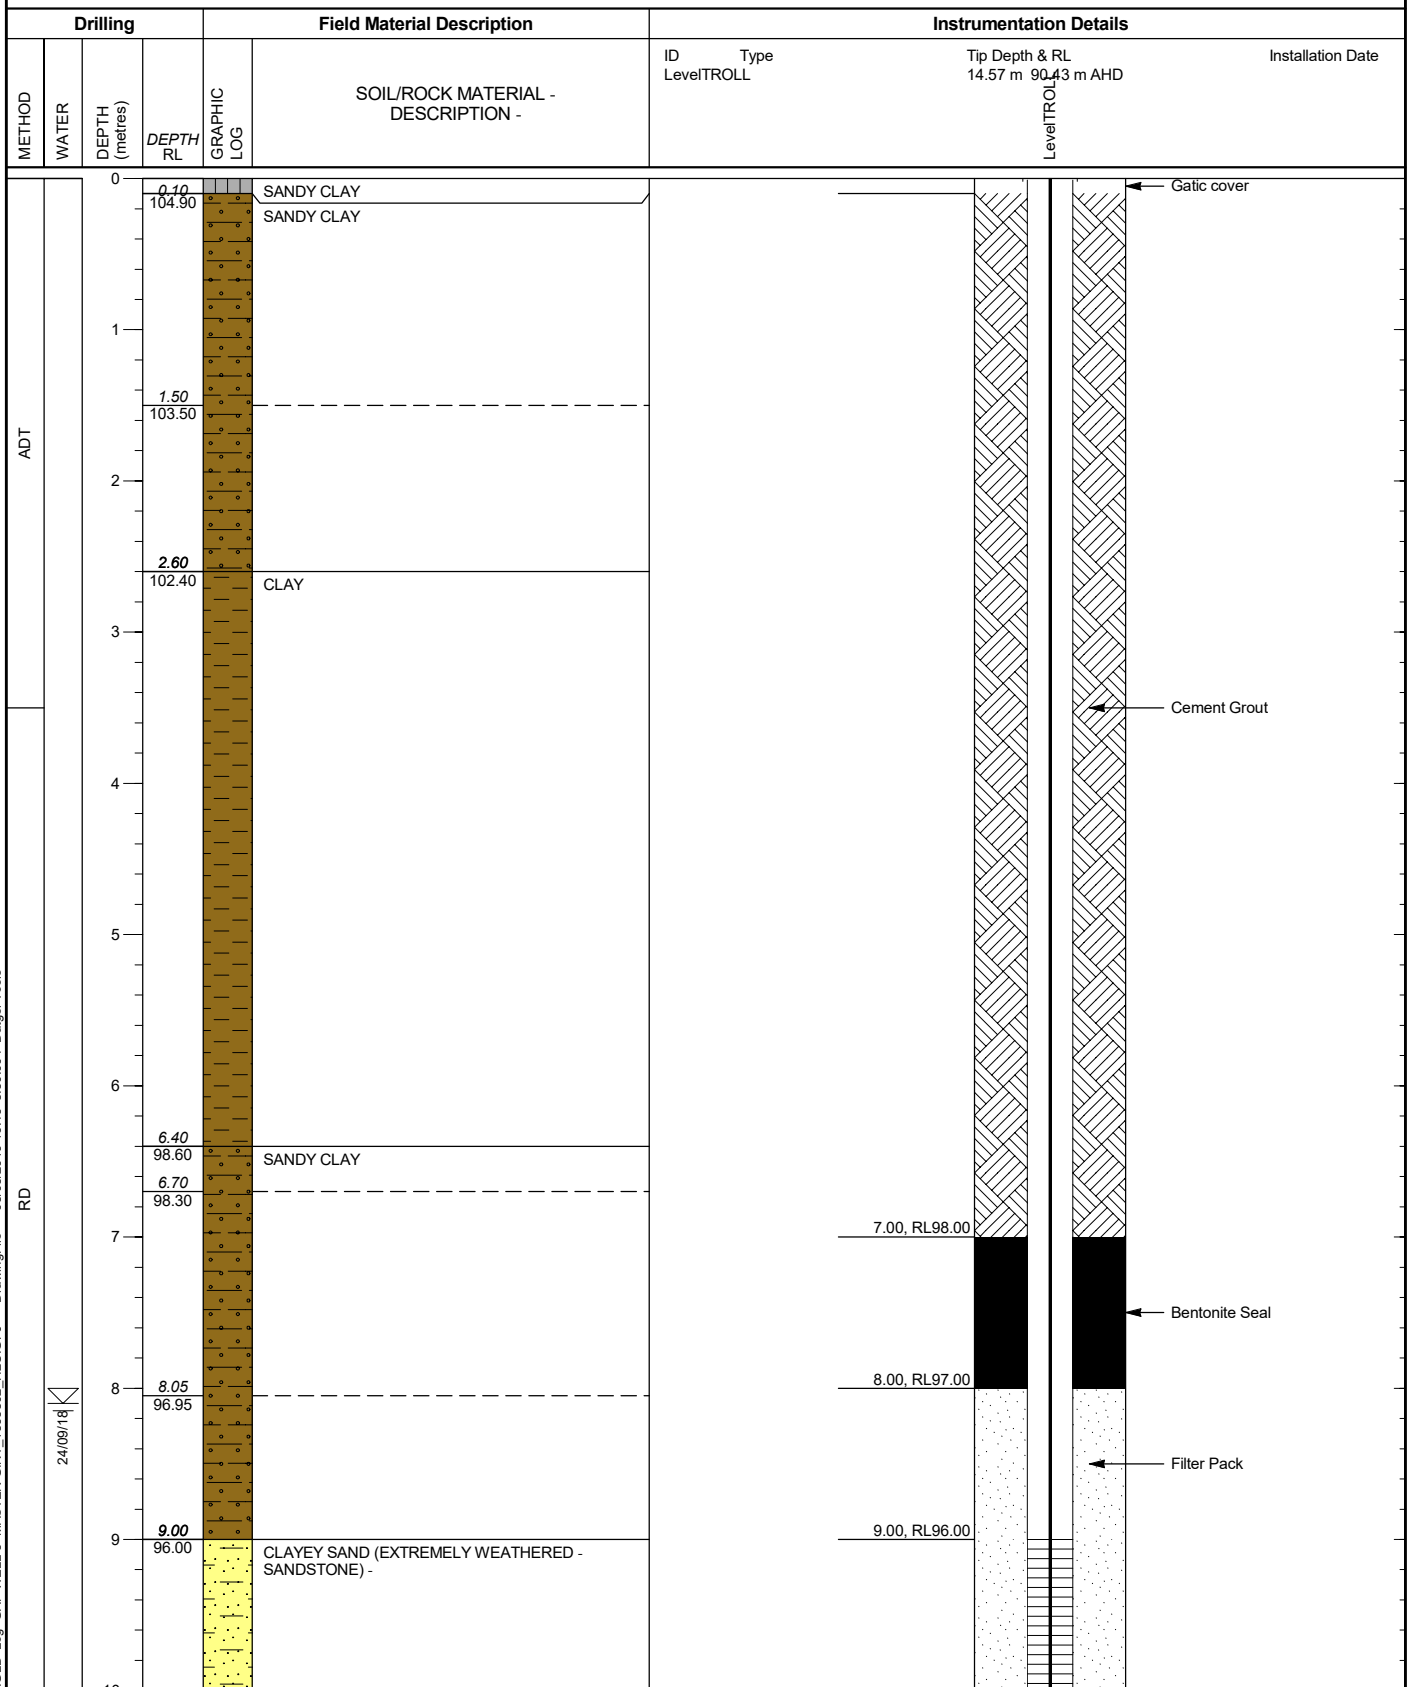 Drilling
Field Material Description
Instrumentation Details
METHOD
WATER
DEPTH
(metres)
DEPTH
RL
GRAPHIC
LOG
SOIL/ROCK MATERIAL -
DESCRIPTION -
ID Type Tip Depth & RL Installation Date
LevelTROLL 14.57 m 90.43 m AHD
LevelTROLL
0
0.10
104.90
SANDY CLAY
SANDY CLAY
Gatic cover
1
1.50
103.50
ADT
2
2.60
102.40
CLAY
3
Cement Grout
4
5
6
6.40
98.60
SANDY CLAY
6.70
98.30
RD
7
7.00, RL98.00
Bentonite Seal
8
8.05
96.95
8.00, RL97.00
24/09/18
Filter Pack
9
9.00
96.00
9.00, RL96.00
CLAYEY SAND (EXTREMELY WEATHERED -
SANDSTONE) -